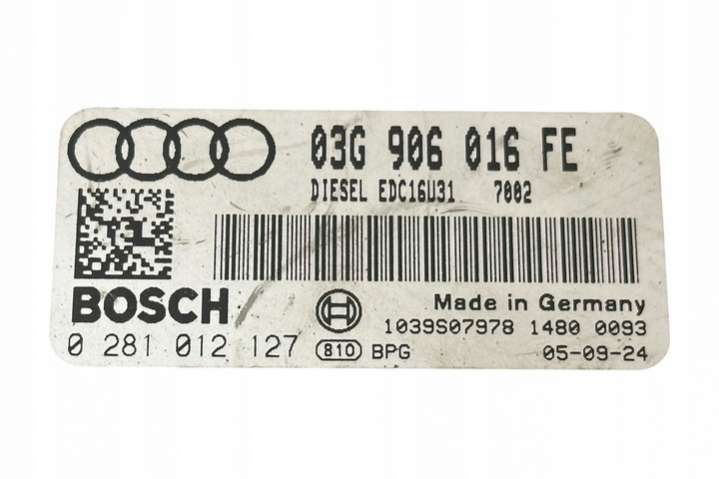 03G 906 016 FE
DIESEL EDC16U31 7002
BOSCH
Made in Germany
1039S07978 1480 0093
0 281 012 127 810 BPG 05-09-24